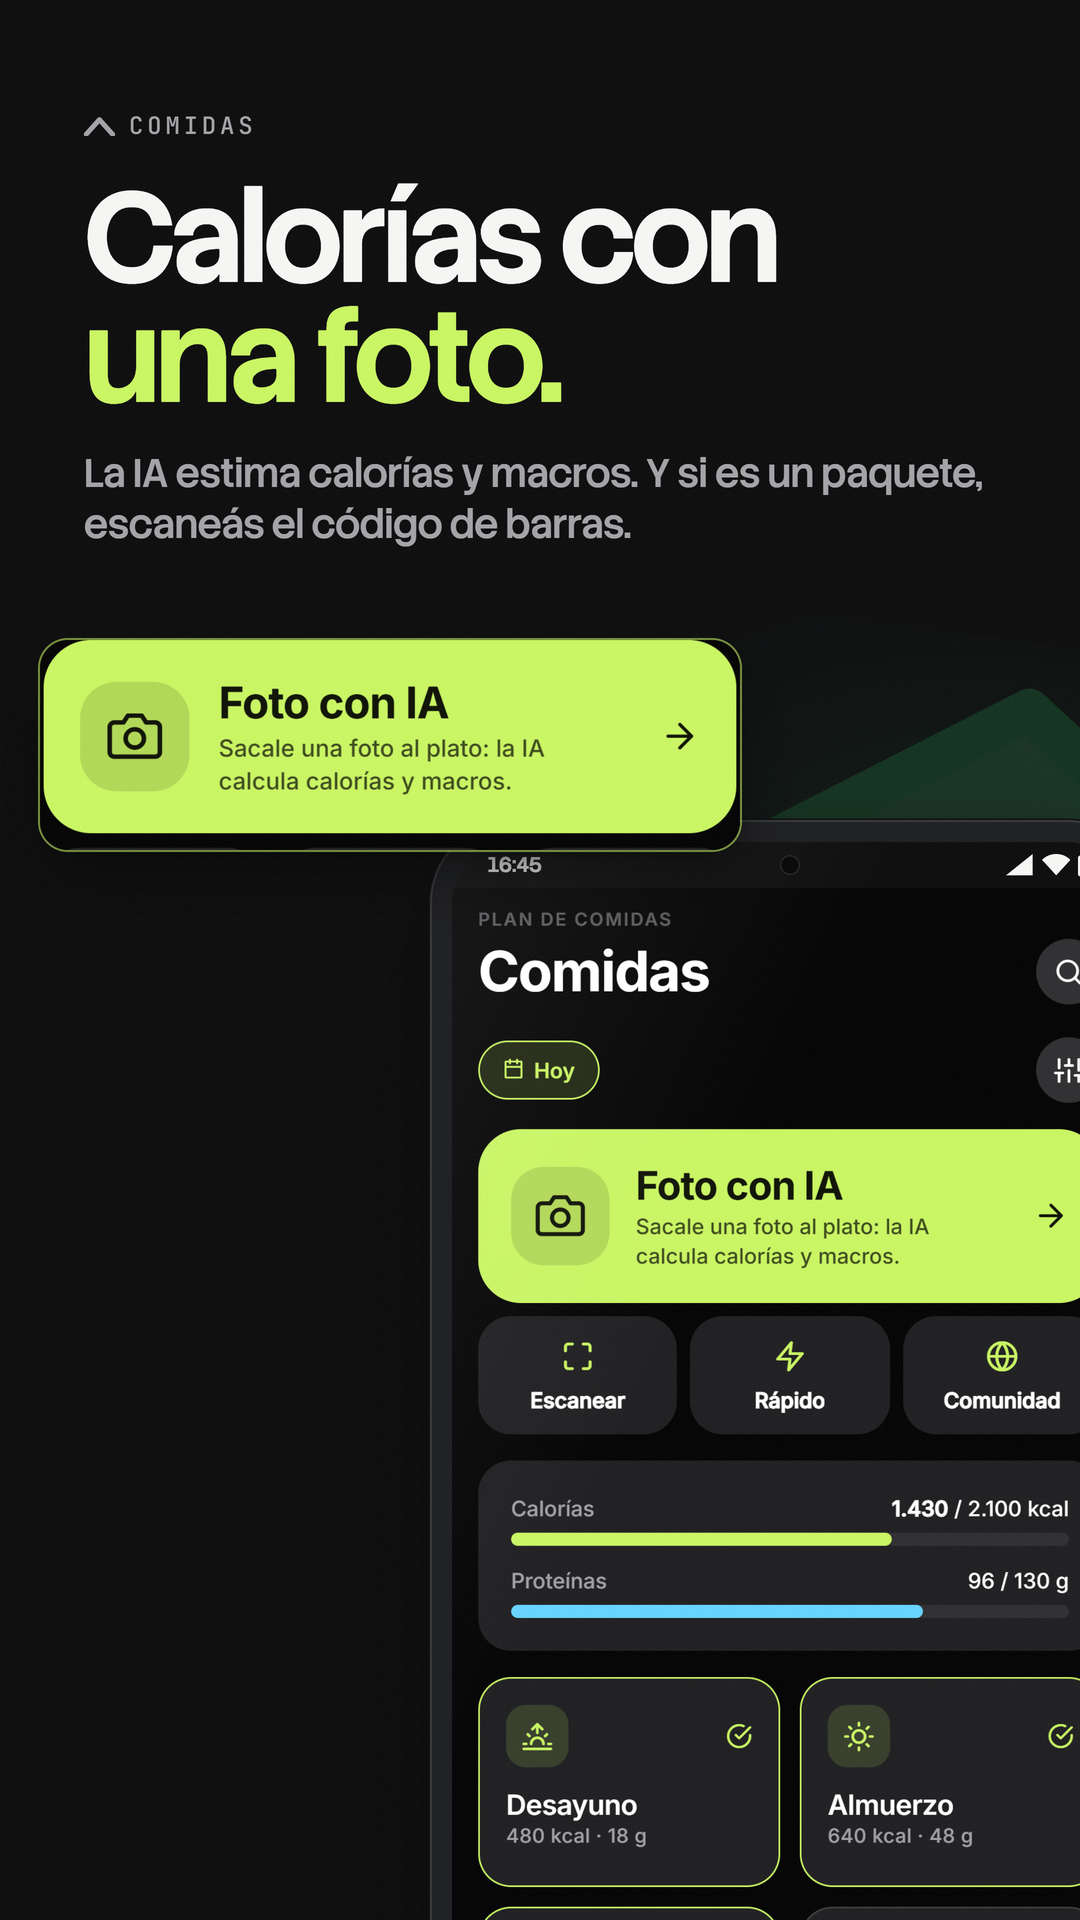 COMIDAS
Calorías con
una foto.
La IA estima calorías y macros. Y si es un paquete,
escaneás el código de barras.
Foto con IA
Sacale una foto al plato: la IA
calcula calorías y macros.
16:45
PLAN DE COMIDAS
Comidas
Hoy
Foto con IA
Sacale una foto al plato: la IA
calcula calorías y macros.
Escanear
Rápido
Comunidad
Calorías
1.430 / 2.100 kcal
Proteínas
96 / 130 g
Desayuno
480 kcal · 18 g
Almuerzo
640 kcal · 48 g